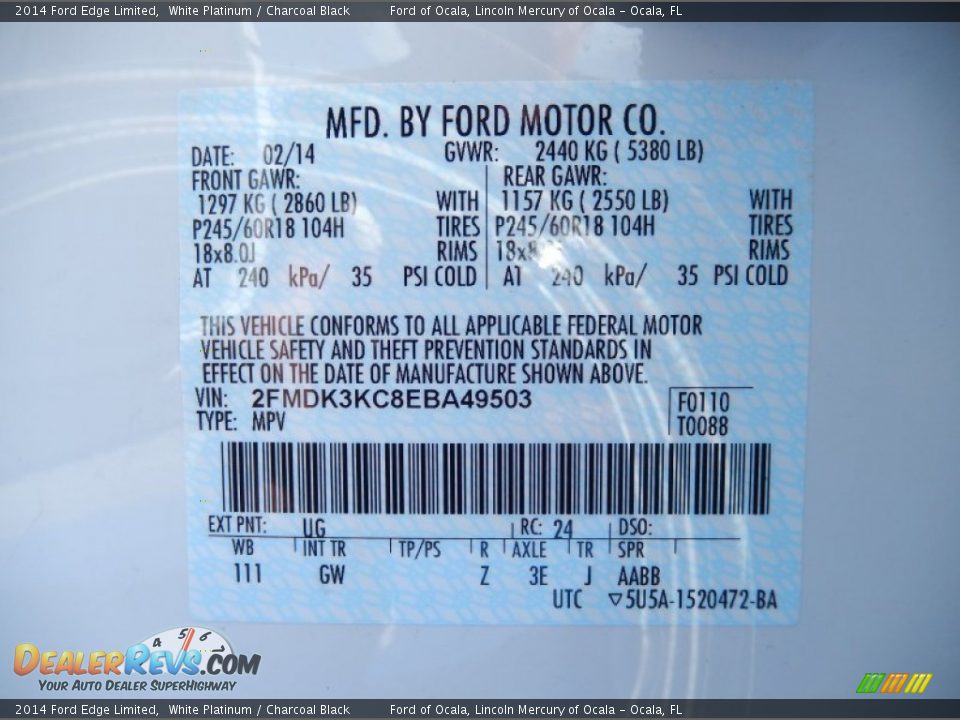 2014 Ford Edge Limited, White Platinum / Charcoal Black Ford of Ocala, Lincoln Mercury of Ocala - Ocala, FL
MFD. BY FORD MOTOR CO.
DATE: 02/14 GVWR: 2440 KG ( 5380 LB)
FRONT GAWR: REAR GAWR:
1297 KG ( 2860 LB) WITH 1157 KG ( 2550 LB) WITH
P245/60R18 104H TIRES P245/60R18 104H TIRES
18x8.0J RIMS RIMS
AT 240 kPa/ 35 PSI COLD AT 240 kPa/ 35 PSI COLD
THIS VEHICLE CONFORMS TO ALL APPLICABLE FEDERAL MOTOR
VEHICLE SAFETY AND THEFT PREVENTION STANDARDS IN
EFFECT ON THE DATE OF MANUFACTURE SHOWN ABOVE.
VIN: 2FMDK3KC8EBA49503 F0110
TYPE: MPV T0088
EXT PNT: UG RC: 24 DSO:
WB INT TR TP/PS R AXLE TR SPR
111 GW Z 3E J AABB
UTC ▽5U5A-1520472-BA
4 5 6
DEALERREVS.COM
YOUR AUTO DEALER SUPERHIGHWAY
2014 Ford Edge Limited, White Platinum / Charcoal Black Ford of Ocala, Lincoln Mercury of Ocala - Ocala, FL